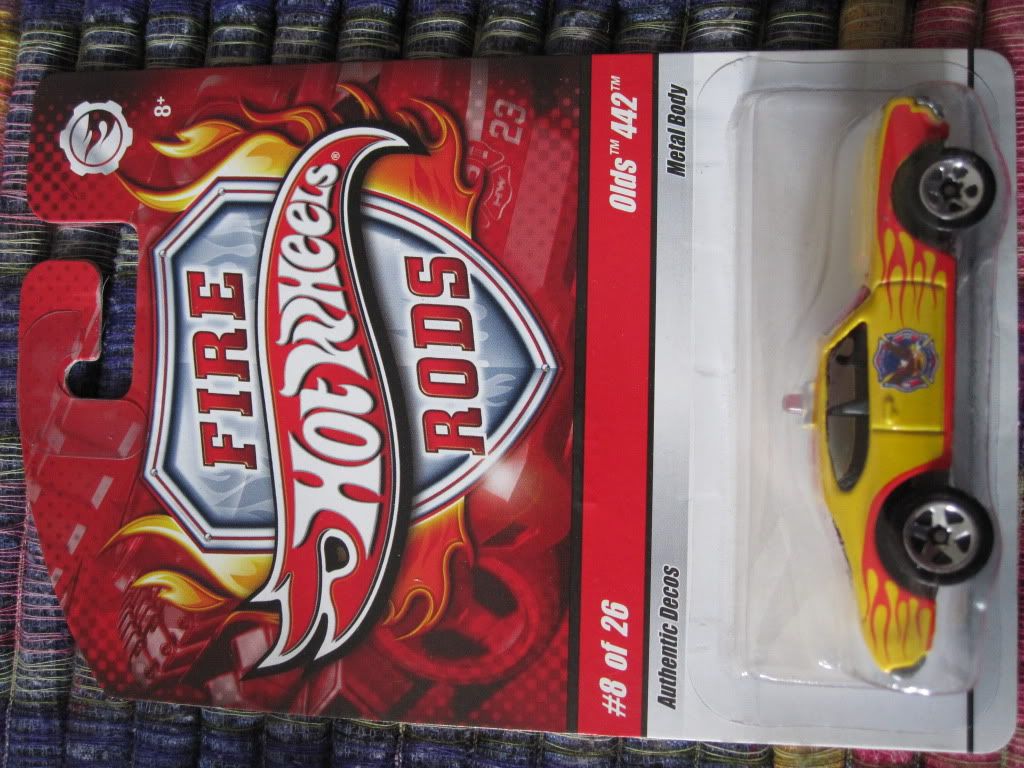 8+
FIRE
Hot Wheels®
RODS
23
#8 of 26 Olds™ 442™
Authentic Decos Metal Body